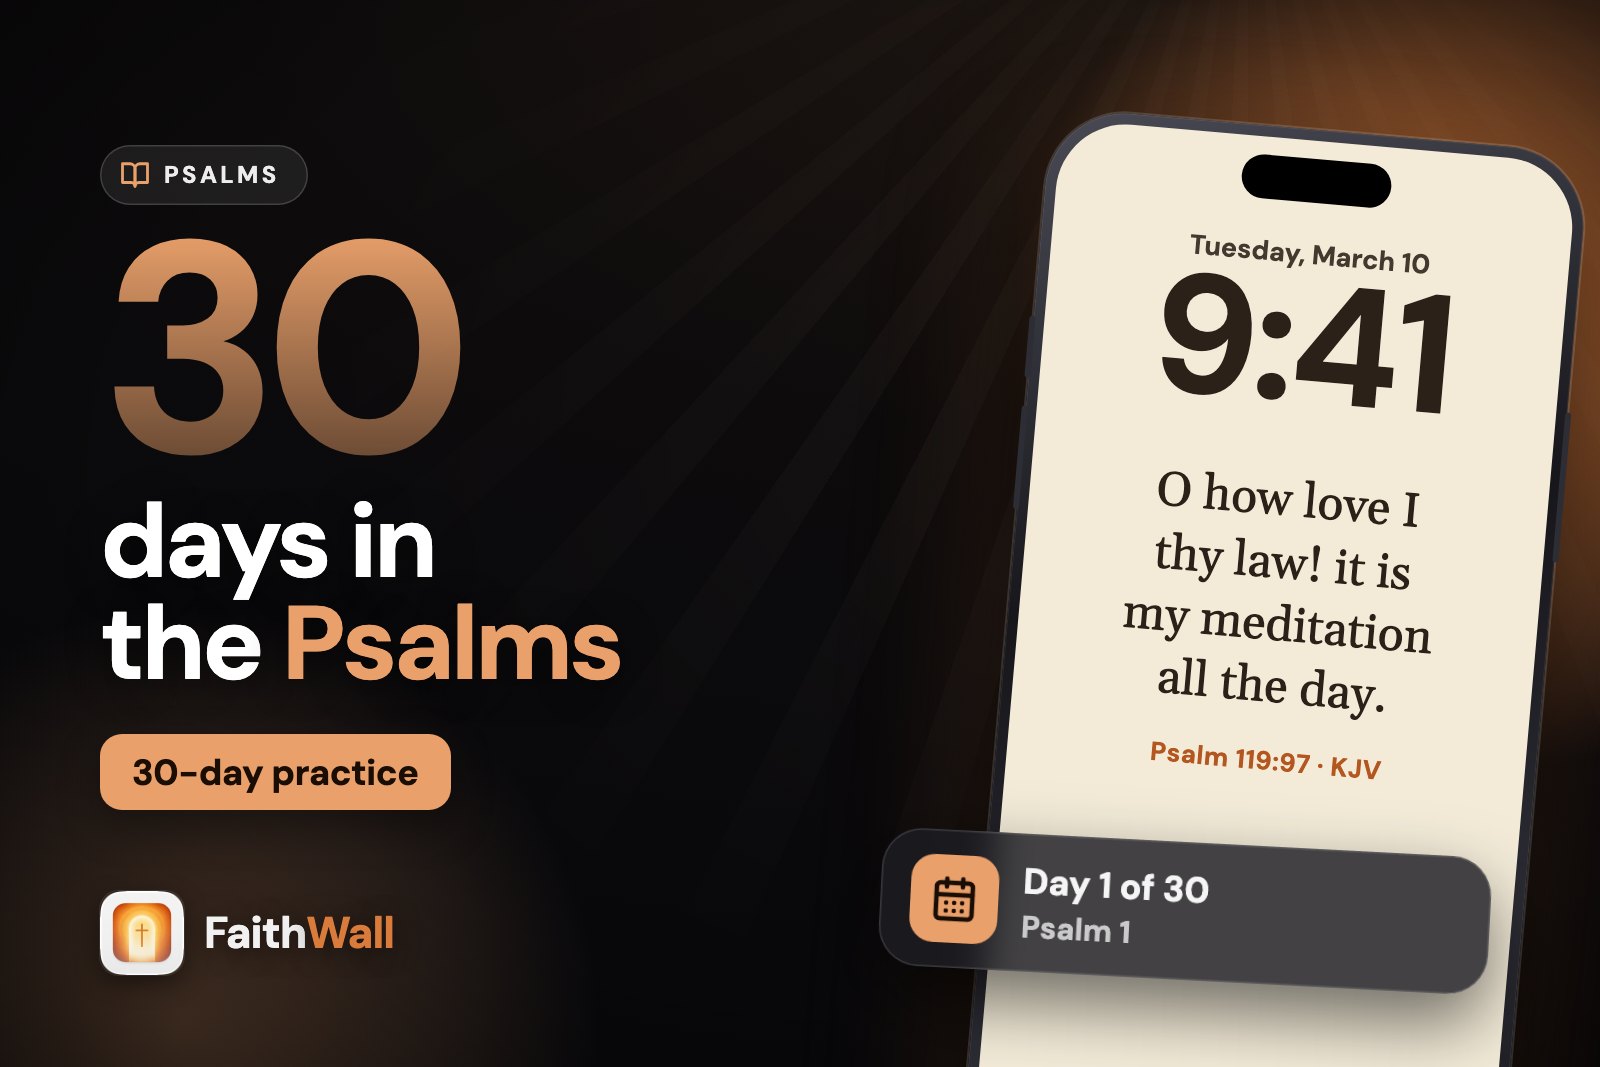 PSALMS
30
days in
the Psalms
30-day practice
FaithWall
Tuesday, March 10
9:41
O how love I
thy law! it is
my meditation
all the day.
Psalm 119:97 · KJV
Day 1 of 30
Psalm 1